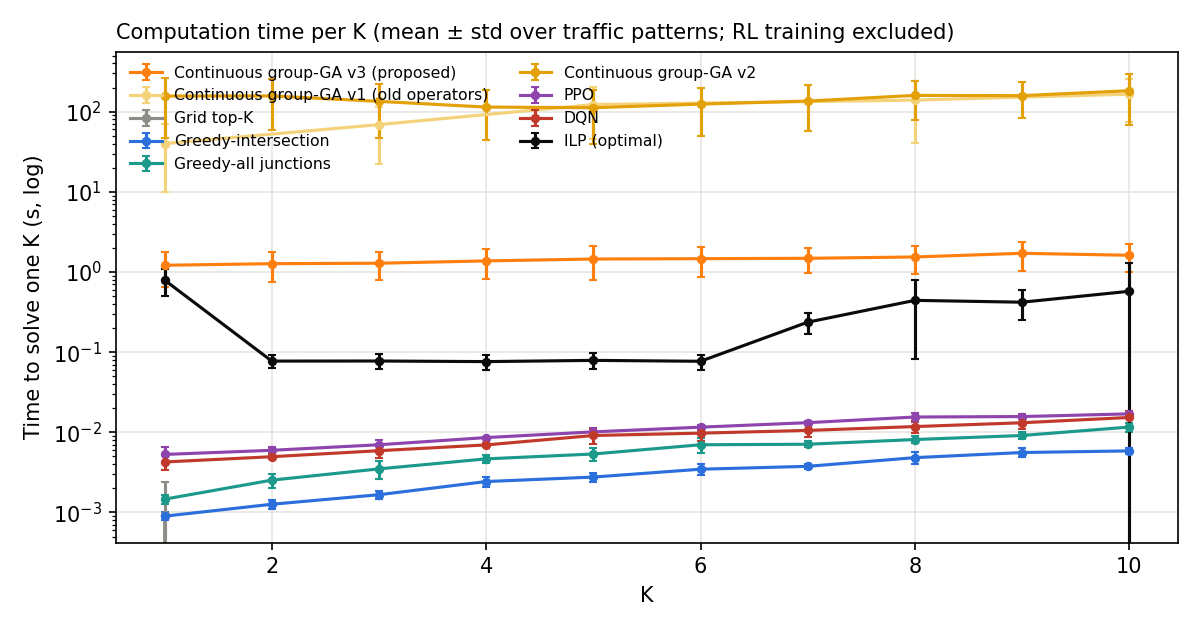 Computation time per K (mean ± std over traffic patterns; RL training excluded)
Continuous group-GA v3 (proposed)
Continuous group-GA v1 (old operators)
Grid top-K
Greedy-intersection
Greedy-all junctions
Continuous group-GA v2
PPO
DQN
ILP (optimal)
Time to solve one K (s, log)
10²
10¹
10⁰
10⁻¹
10⁻²
10⁻³
2 4 6 8 10
K